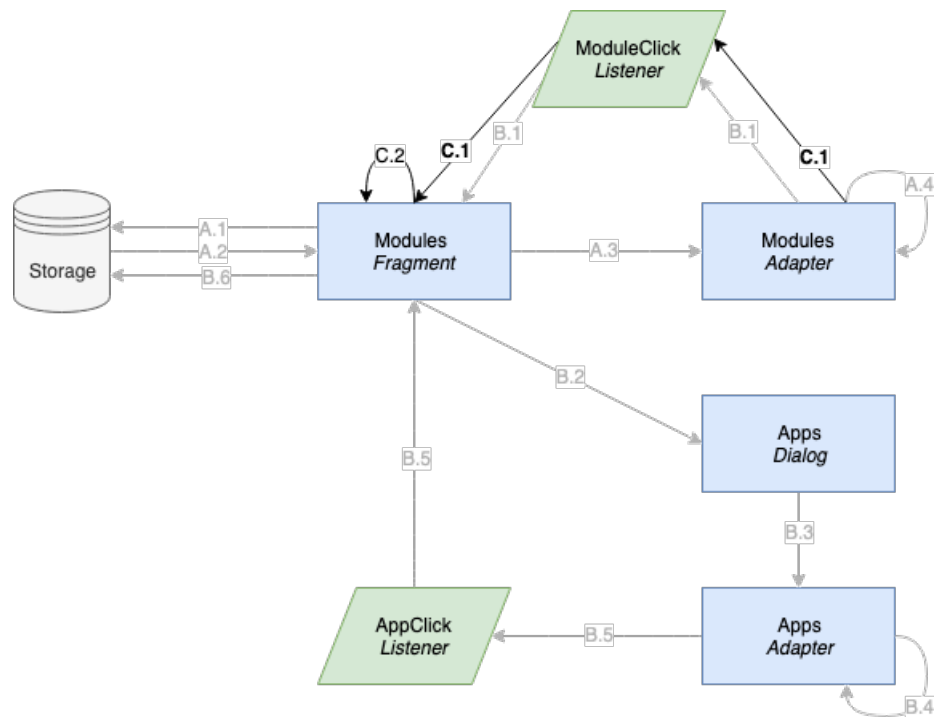 ModuleClick
Listener
B.1
B.1
C.2
C.1
C.1
A.4
A.1
Modules
Fragment
A.3
Modules
Adapter
A.2
Storage
B.6
B.2
Apps
Dialog
B.5
B.3
AppClick
Listener
B.5
Apps
Adapter
B.4